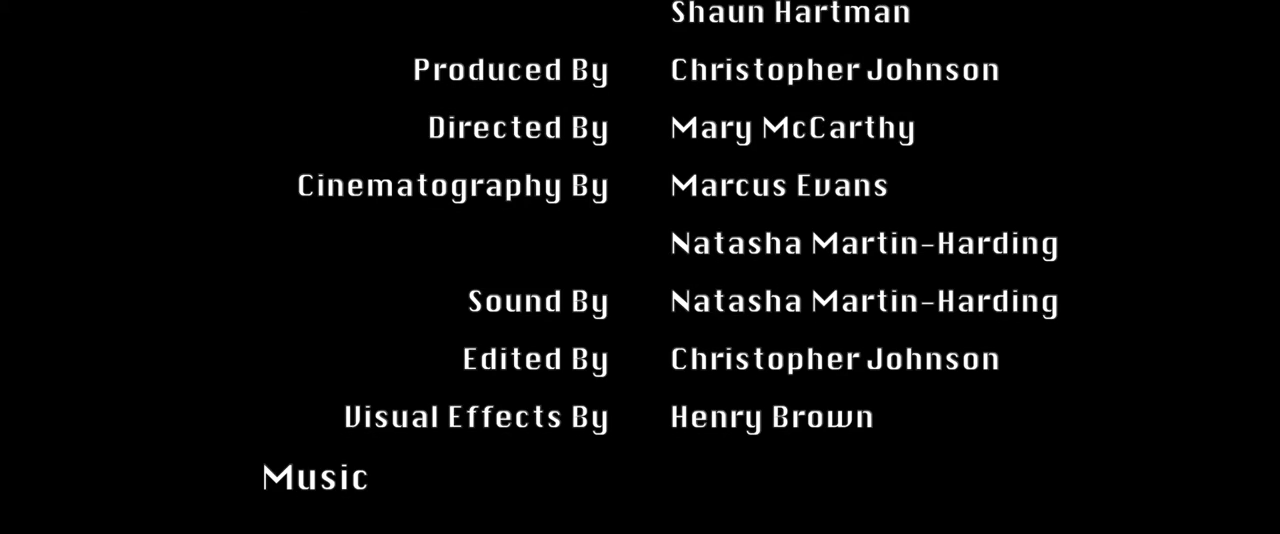 Shaun Hartman
Produced By Christopher Johnson
Directed By Mary McCarthy
Cinematography By Marcus Evans
Natasha Martin-Harding
Sound By Natasha Martin-Harding
Edited By Christopher Johnson
Visual Effects By Henry Brown
Music